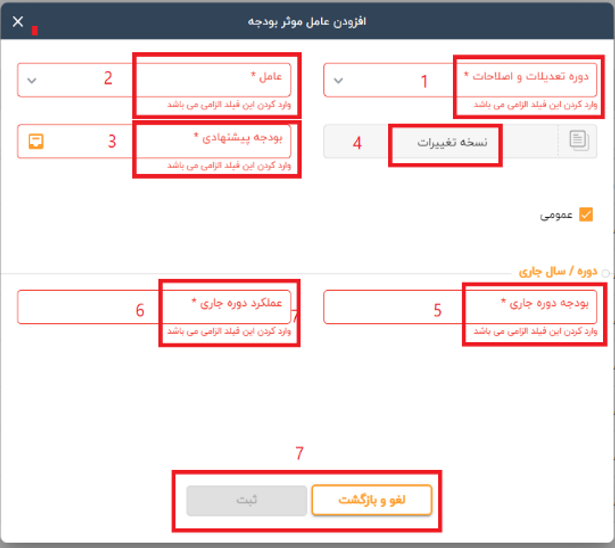 افزودن عامل موثر بودجه
دوره تعدیلات و اصلاحات * 1
وارد کردن این فیلد الزامی می باشد
عامل * 2
وارد کردن این فیلد الزامی می باشد
نسخه تغییرات 4
بودجه پیشنهادی * 3
وارد کردن این فیلد الزامی می باشد
عمومی
دوره / سال جاری
بودجه دوره جاری * 5
وارد کردن این فیلد الزامی می باشد
عملکرد دوره جاری * 6
7
وارد کردن این فیلد الزامی می باشد
7
لغو و بازگشت
ثبت